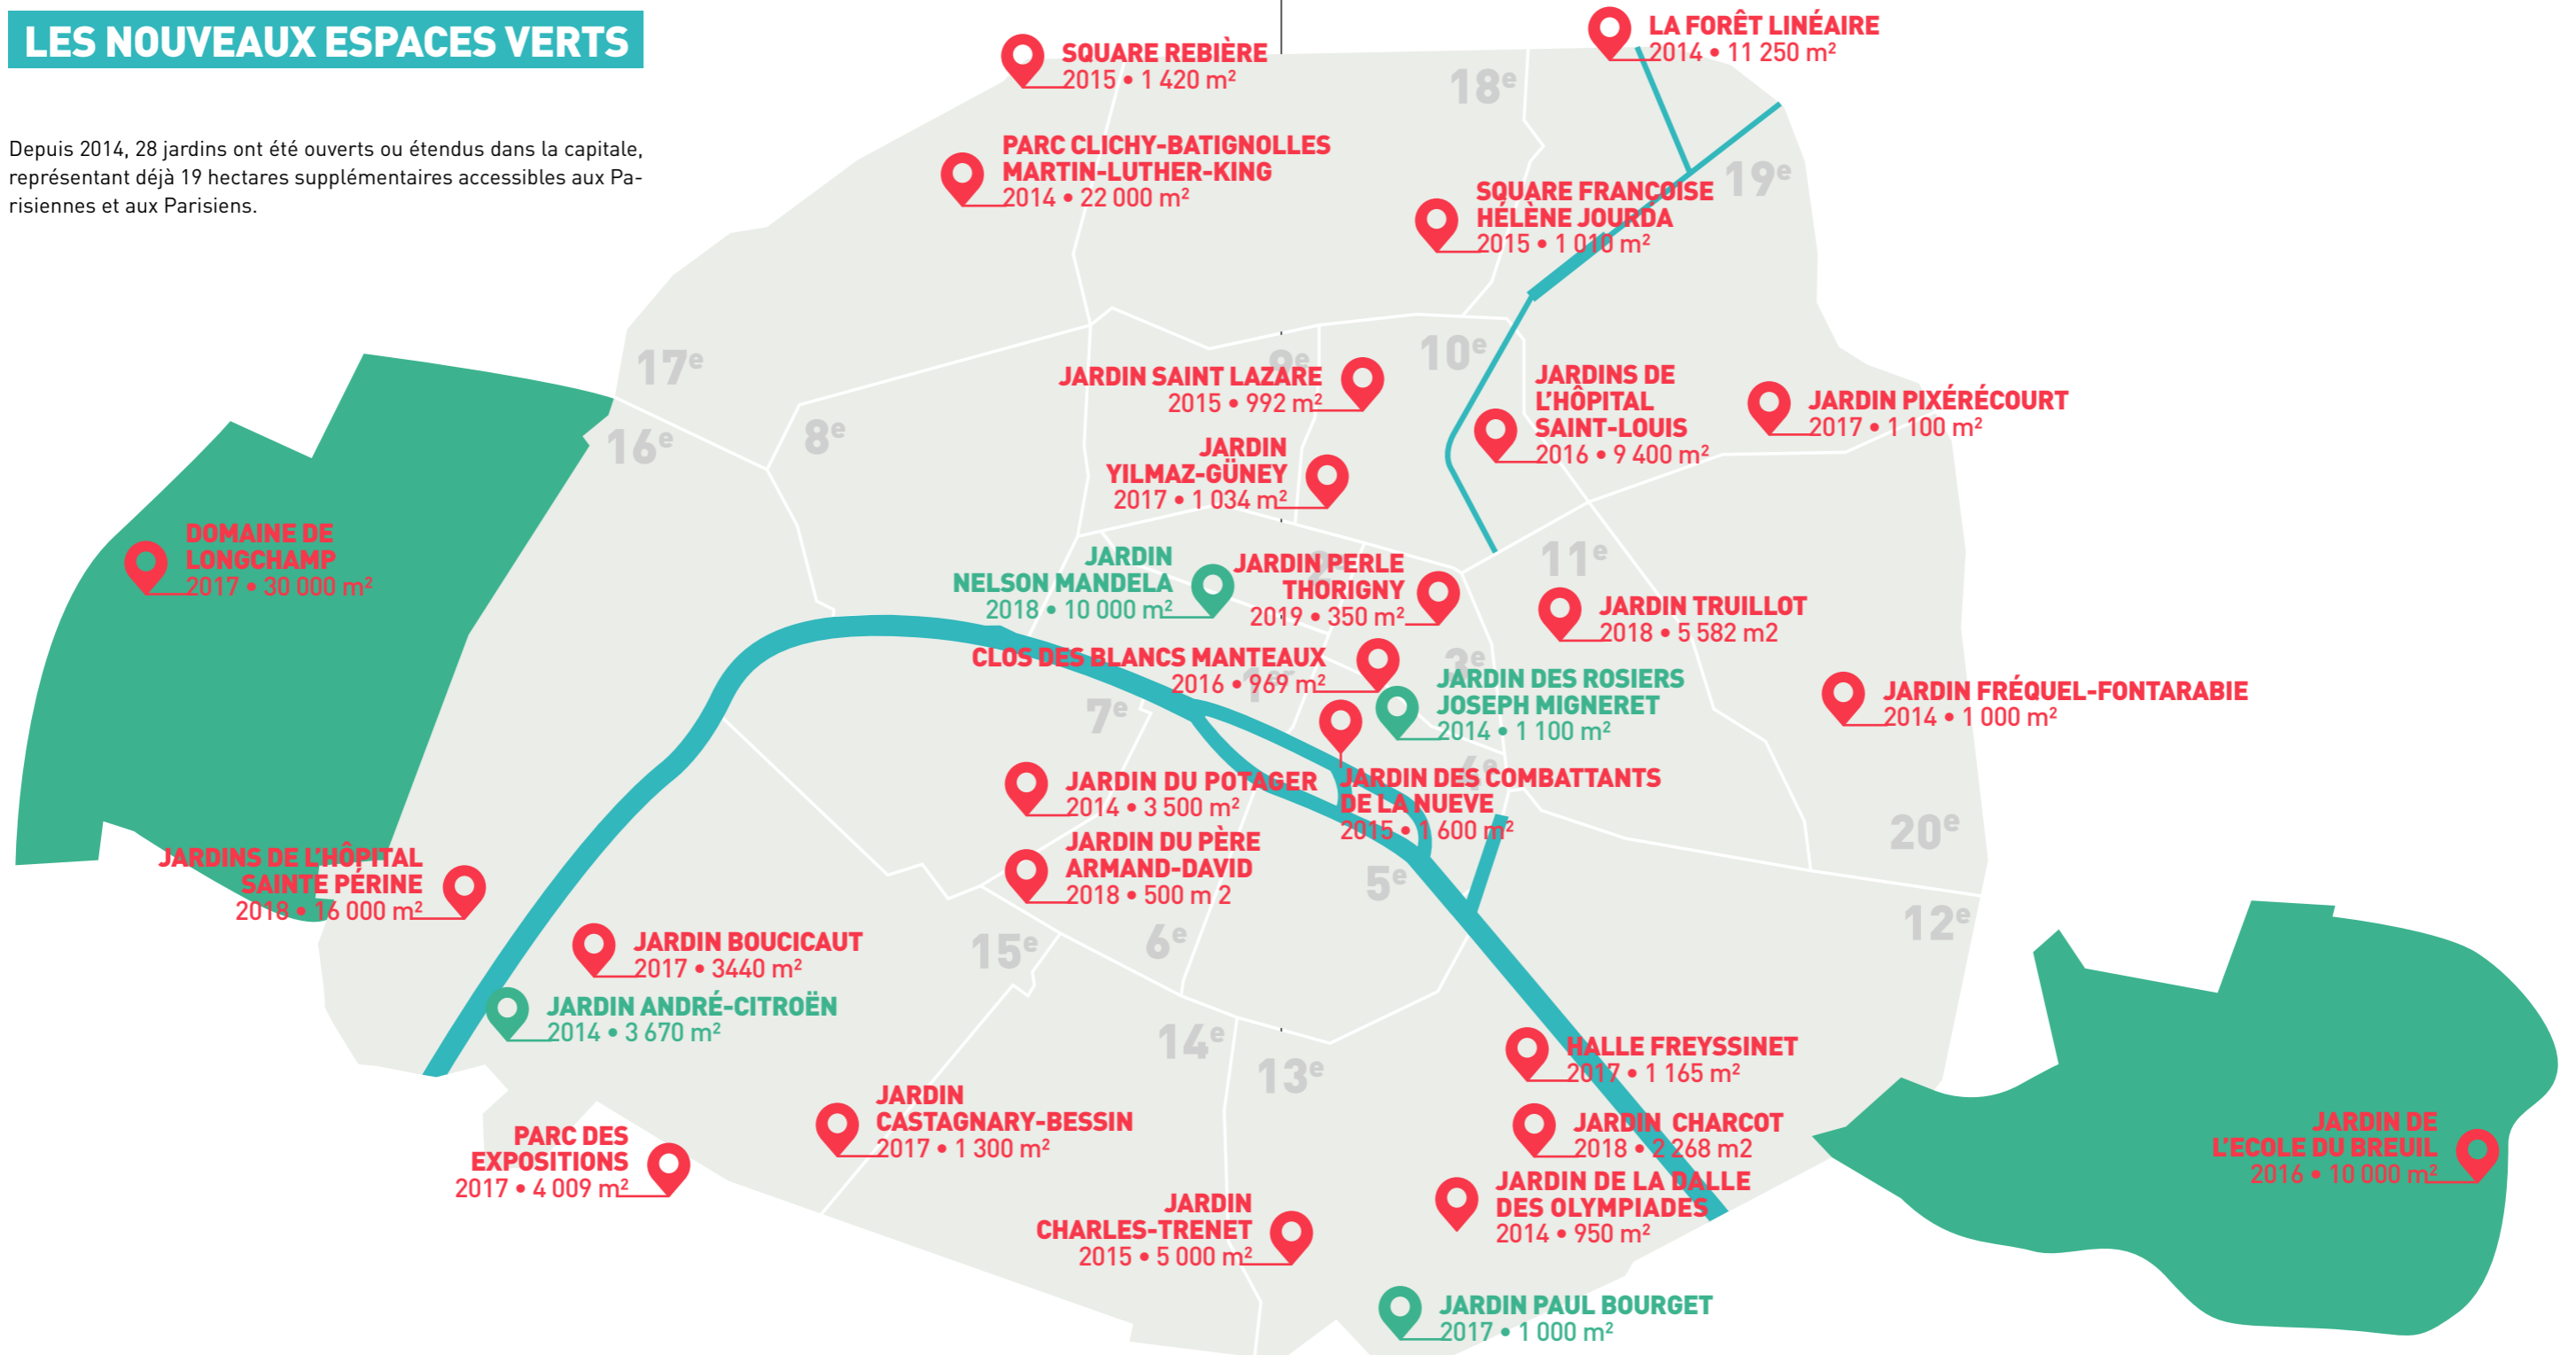 LES NOUVEAUX ESPACES VERTS
Depuis 2014, 28 jardins ont été ouverts ou étendus dans la capitale,
représentant déjà 19 hectares supplémentaires accessibles aux Pa-
risiennes et aux Parisiens.
LA FORÊT LINÉAIRE
2014 • 11 250 m²
SQUARE REBIÈRE
2015 • 1 420 m²
18e
PARC CLICHY-BATIGNOLLES
MARTIN-LUTHER-KING
2014 • 22 000 m²
19e
SQUARE FRANÇOISE
HÉLÈNE JOURDA
2015 • 1 010 m²
17e
9e
10e
JARDIN SAINT LAZARE
2015 • 992 m²
JARDINS DE
L'HÔPITAL
SAINT-LOUIS
2016 • 9 400 m²
JARDIN PIXÉRÉCOURT
2017 • 1 100 m²
16e
8e
JARDIN
YILMAZ-GÜNEY
2017 • 1 034 m²
DOMAINE DE
LONGCHAMP
2017 • 30 000 m²
JARDIN
NELSON MANDELA
2018 • 10 000 m²
2e
JARDIN PERLE
THORIGNY
2019 • 350 m²
11e
JARDIN TRUILLOT
2018 • 5 582 m2
CLOS DES BLANCS MANTEAUX
2016 • 969 m²
1er
3e
JARDIN DES ROSIERS
JOSEPH MIGNERET
2014 • 1 100 m²
JARDIN FRÉQUEL-FONTARABIE
2014 • 1 000 m²
7e
JARDIN DU POTAGER
2014 • 3 500 m²
4e
JARDIN DES COMBATTANTS
DE LA NUEVE
2015 • 1 600 m²
20e
JARDINS DE L'HÔPITAL
SAINTE PÉRINE
2018 • 16 000 m²
JARDIN DU PÈRE
ARMAND-DAVID
2018 • 500 m 2
5e
12e
JARDIN BOUCICAUT
2017 • 3440 m²
15e
6e
JARDIN ANDRÉ-CITROËN
2014 • 3 670 m²
14e
13e
HALLE FREYSSINET
2017 • 1 165 m²
JARDIN
CASTAGNARY-BESSIN
2017 • 1 300 m²
JARDIN CHARCOT
2018 • 2 268 m2
JARDIN DE
L'ECOLE DU BREUIL
2016 • 10 000 m²
PARC DES
EXPOSITIONS
2017 • 4 009 m²
JARDIN DE LA DALLE
DES OLYMPIADES
2014 • 950 m²
JARDIN
CHARLES-TRENET
2015 • 5 000 m²
JARDIN PAUL BOURGET
2017 • 1 000 m²